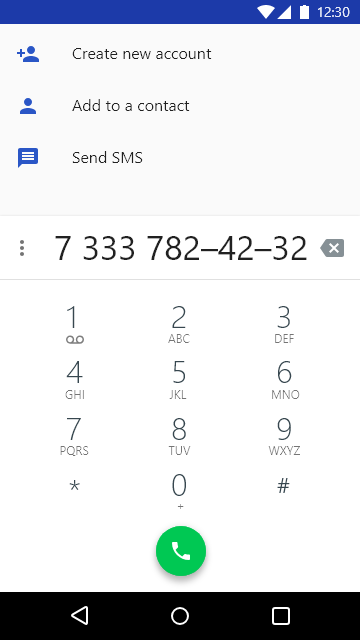 12:30
Create new account
Add to a contact
Send SMS
7 333 782–42–32
1 2 3
ABC DEF
4 5 6
GHI JKL MNO
7 8 9
PQRS TUV WXYZ
* 0 #
+